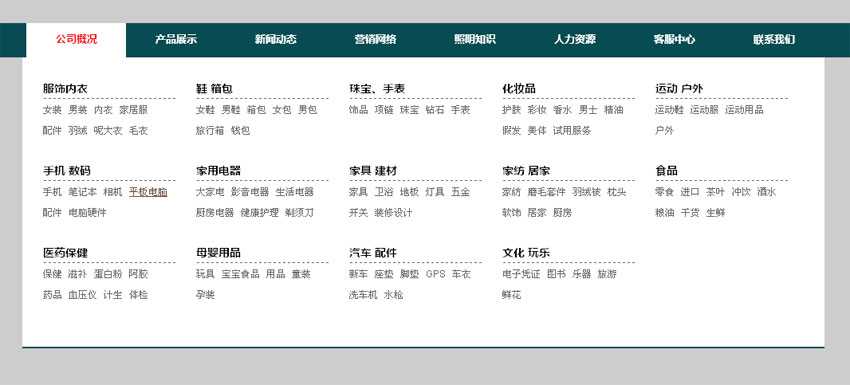 公司概况 产品展示 新闻动态 营销网络 照明知识 人力资源 客服中心 联系我们
服饰内衣 鞋 箱包 珠宝、手表 化妆品 运动 户外
女装 男装 内衣 家居服 女鞋 男鞋 箱包 女包 男包 饰品 项链 珠宝 钻石 手表 护肤 彩妆 香水 男士 精油 运动鞋 运动服 运动用品
配件 羽绒 呢大衣 毛衣 旅行箱 钱包 假发 美体 试用服务 户外
手机 数码 家用电器 家具 建材 家纺 居家 食品
手机 笔记本 相机 平板电脑 大家电 影音电器 生活电器 家具 卫浴 地板 灯具 五金 家纺 磨毛套件 羽绒被 枕头 零食 进口 茶叶 冲饮 酒水
配件 电脑硬件 厨房电器 健康护理 剃须刀 开关 装修设计 软饰 居家 厨房 粮油 干货 生鲜
医药保健 母婴用品 汽车 配件 文化 玩乐
保健 滋补 蛋白粉 阿胶 玩具 宝宝食品 用品 童装 新车 座垫 脚垫 GPS 车衣 电子凭证 图书 乐器 旅游
药品 血压仪 计生 体检 孕装 洗车机 水枪 鲜花